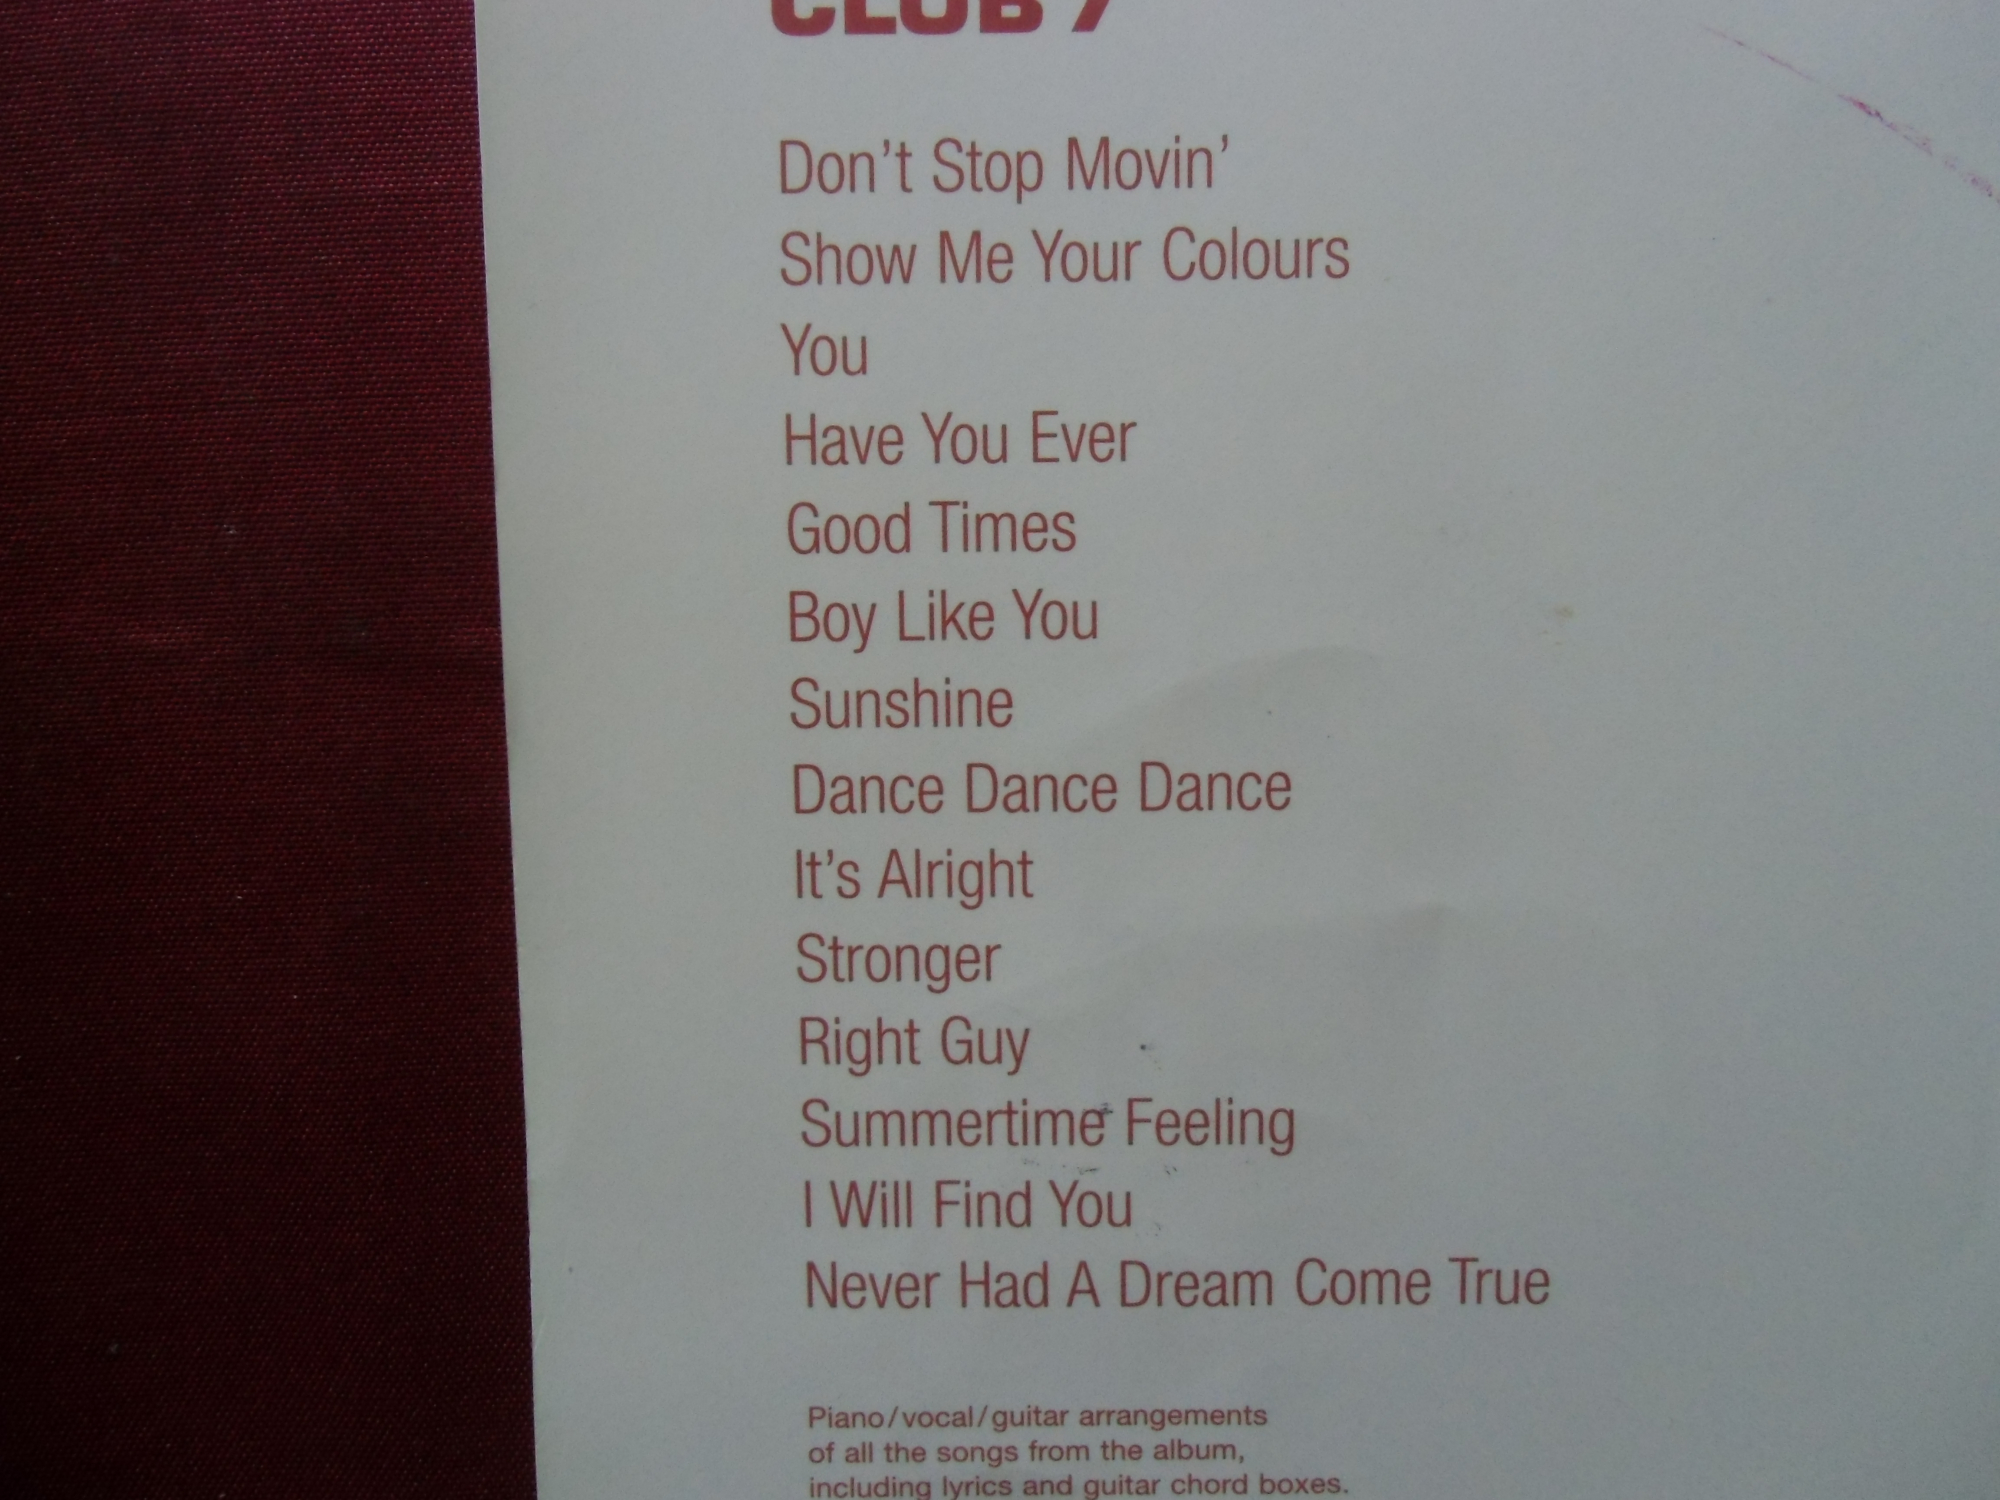 CLUB 7
Don't Stop Movin'
Show Me Your Colours
You
Have You Ever
Good Times
Boy Like You
Sunshine
Dance Dance Dance
It's Alright
Stronger
Right Guy
Summertime Feeling
I Will Find You
Never Had A Dream Come True
Piano/vocal/guitar arrangements
of all the songs from the album,
including lyrics and guitar chord boxes.